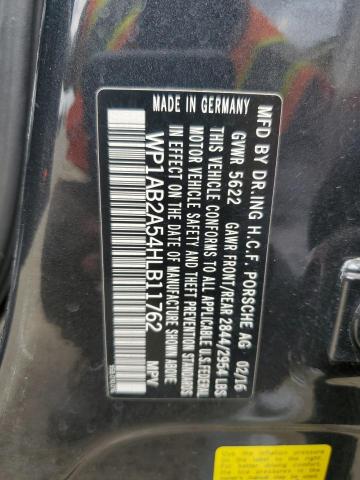 MFD BY DR.ING H.C.F. PORSCHE AG 02/16
GVWR 5622 GAWR FRONT/REAR 2844/2954 LBS
THIS VEHICLE CONFORMS TO ALL APPLICABLE U.S.FEDERAL
MOTOR VEHICLE SAFETY AND THEFT PREVENTION STANDARDS
IN EFFECT ON THE DATE OF MANUFACTURE SHOWN ABOVE
WP1AB2A54HLB11762 MPV
MADE IN GERMANY